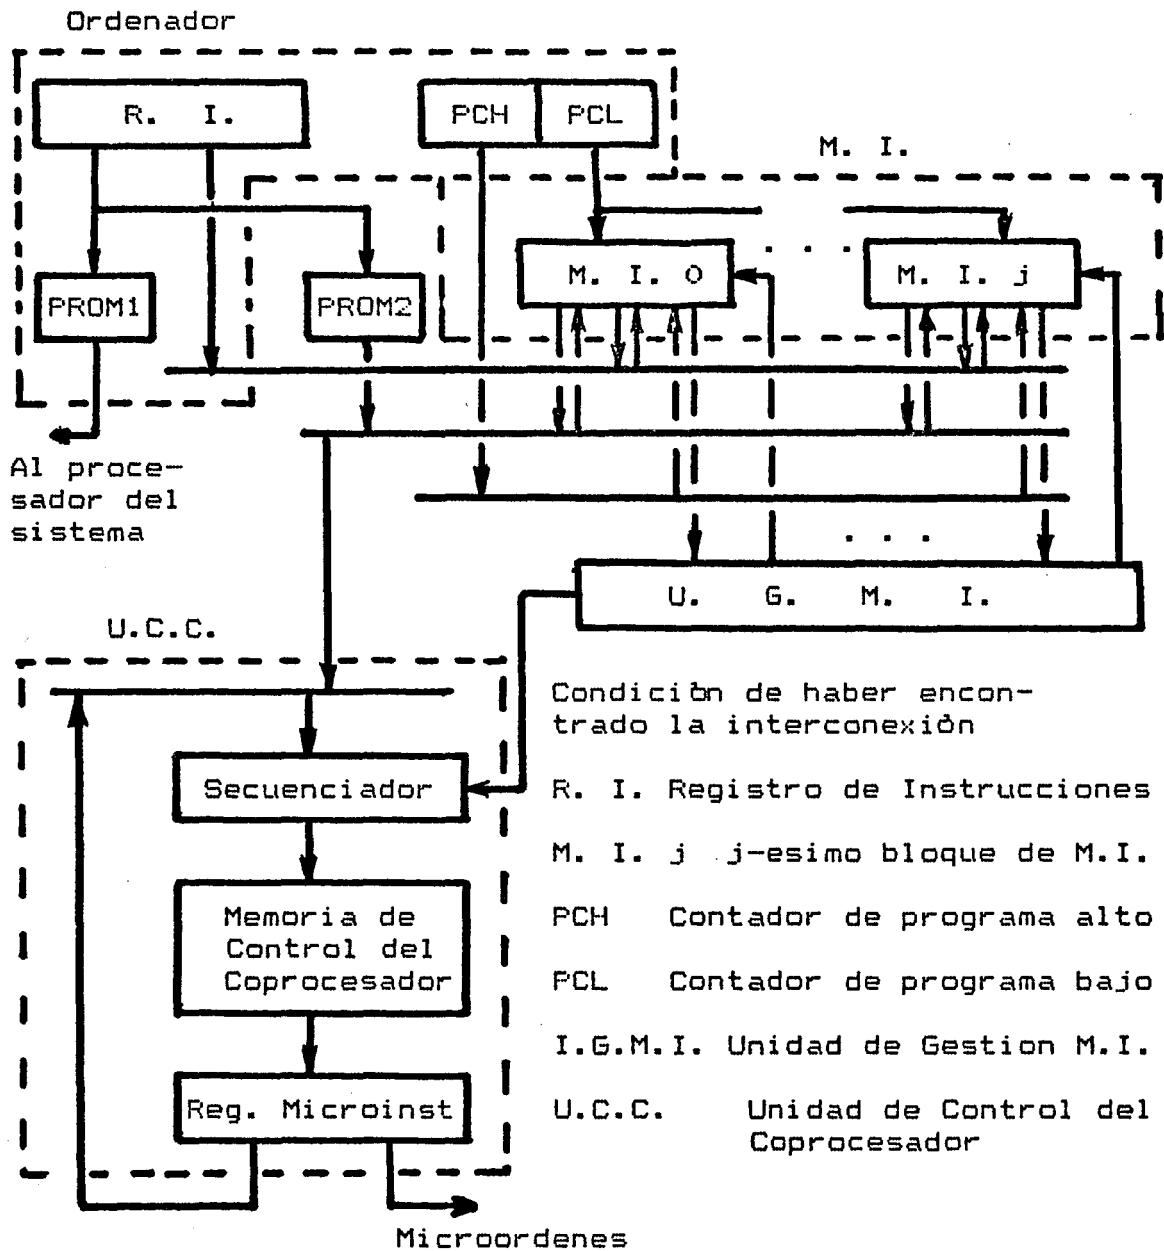 Ordenador
R. I.
PCH PCL
M. I.
M. I. 0 . . . M. I. j
PROM1 PROM2
Al proce-
sador del
sistema
. . .
U. G. M. I.
U.C.C.
Condiciòn de haber encon-
trado la interconexiòn
Secuenciador
R. I. Registro de Instrucciones
M. I. j j-esimo bloque de M.I.
Memoria de
Control del
Coprocesador
PCH Contador de programa alto
PCL Contador de programa bajo
I.G.M.I. Unidad de Gestion M.I.
Reg. Microinst
U.C.C. Unidad de Control del
Coprocesador
Microordenes